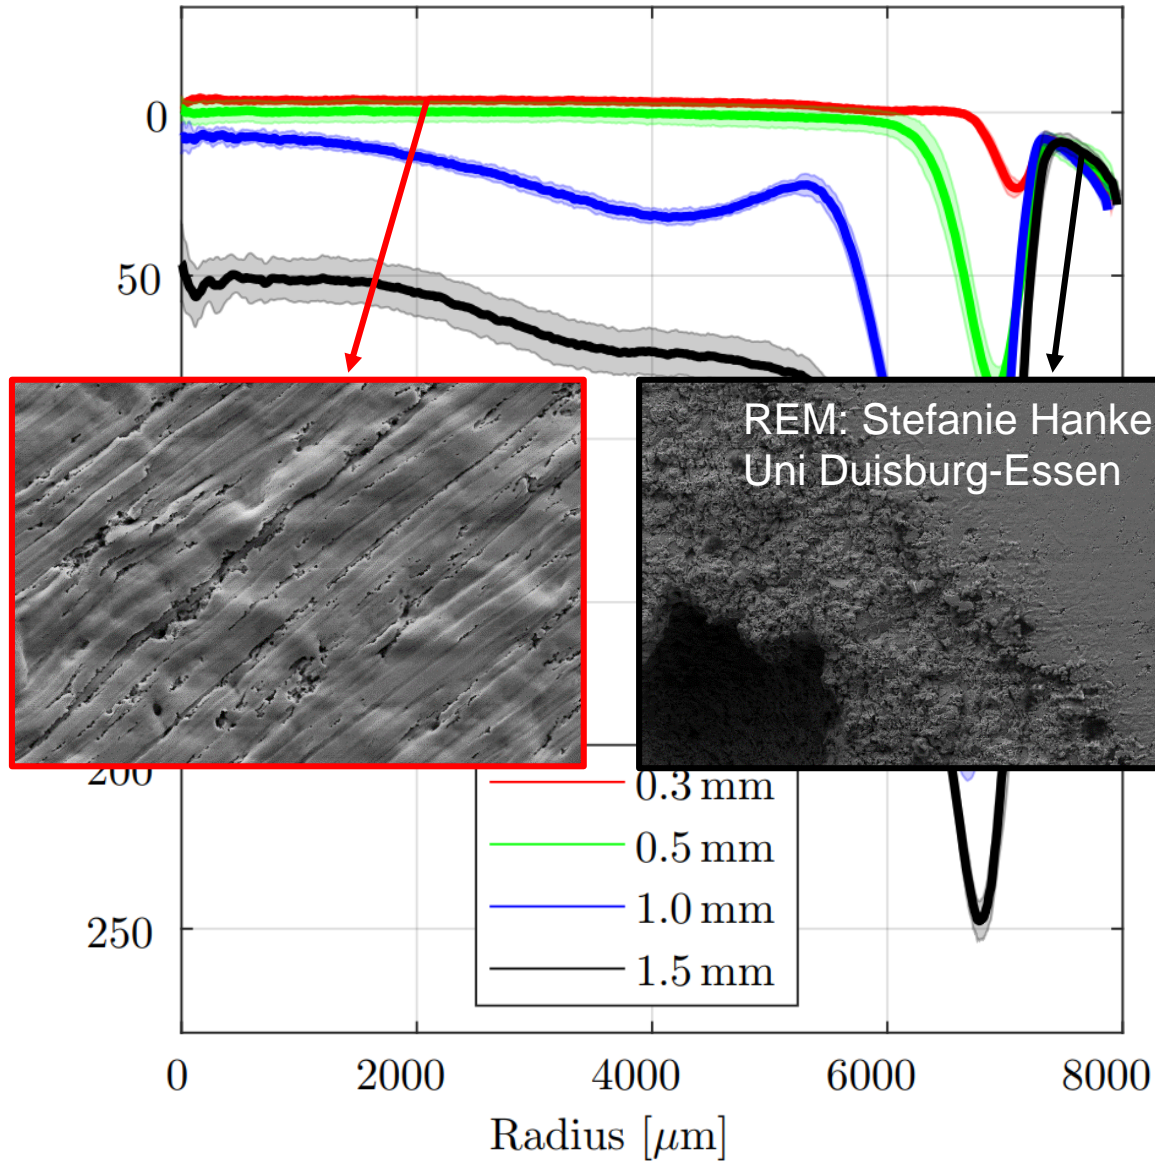 0
50
REM: Stefanie Hanke
Uni Duisburg-Essen
200
0.3 mm
0.5 mm
1.0 mm
250
1.5 mm
0 2000 4000 6000 8000
Radius [μm]